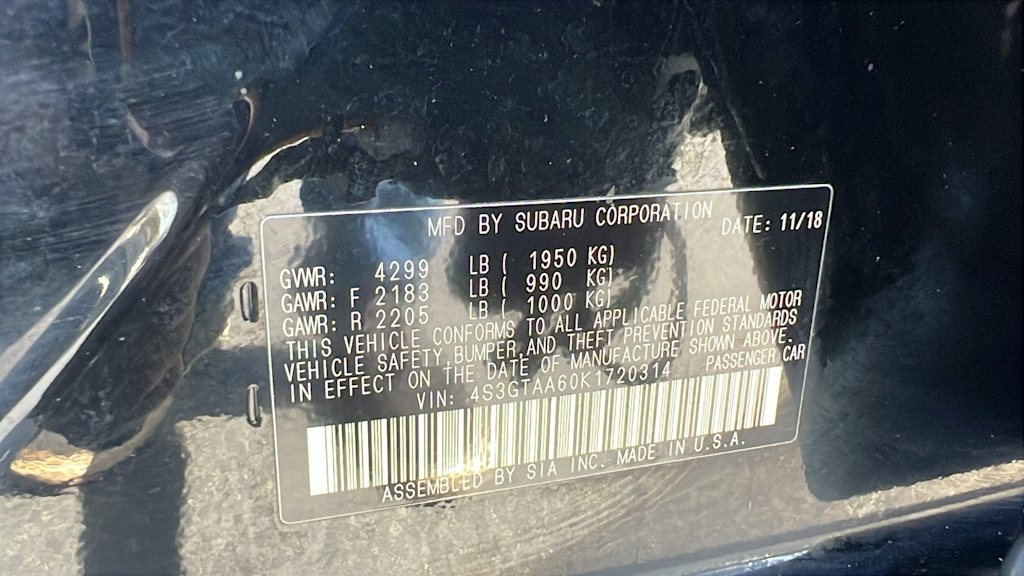 MFD BY SUBARU CORPORATION DATE: 11/18
GVWR: 4299 LB ( 1950 KG)
GAWR: F 2183 LB ( 990 KG)
GAWR: R 2205 LB ( 1000 KG)
THIS VEHICLE CONFORMS TO ALL APPLICABLE FEDERAL MOTOR
VEHICLE SAFETY, BUMPER, AND THEFT PREVENTION STANDARDS
IN EFFECT ON THE DATE OF MANUFACTURE SHOWN ABOVE.
VIN: 4S3GTAA60K1720314 PASSENGER CAR
ASSEMBLED BY SIA INC. MADE IN U.S.A.